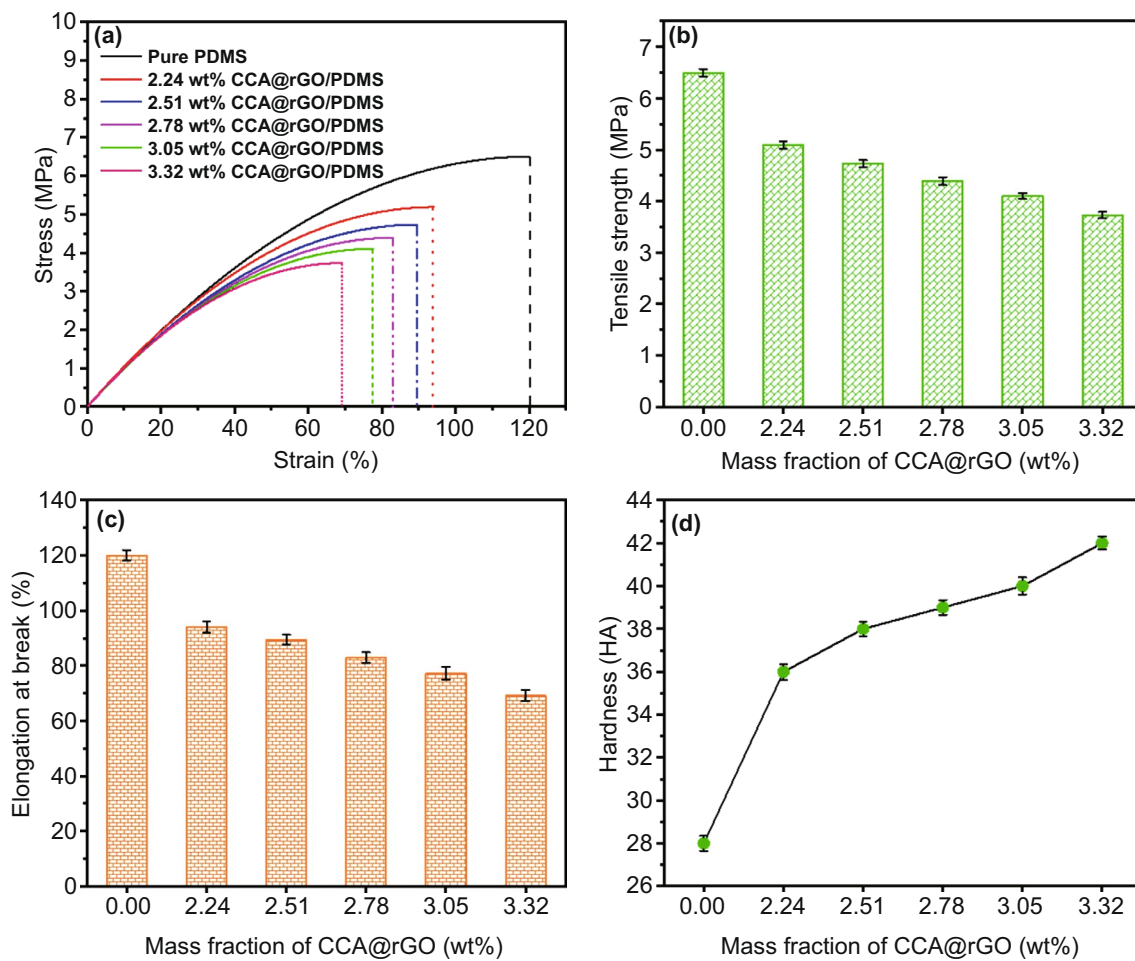 (a)
Pure PDMS
2.24 wt% CCA@rGO/PDMS
2.51 wt% CCA@rGO/PDMS
2.78 wt% CCA@rGO/PDMS
3.05 wt% CCA@rGO/PDMS
3.32 wt% CCA@rGO/PDMS
10
9
8
7
6
5
4
3
2
1
0
Stress (MPa)
0 20 40 60 80 100 120
Strain (%)
(b)
7
6
5
4
3
2
1
0
Tensile strength (MPa)
0.00 2.24 2.51 2.78 3.05 3.32
Mass fraction of CCA@rGO (wt%)
(c)
140
120
100
80
60
40
20
0
Elongation at break (%)
0.00 2.24 2.51 2.78 3.05 3.32
Mass fraction of CCA@rGO (wt%)
(d)
44
42
40
38
36
34
32
30
28
26
Hardness (HA)
0.00 2.24 2.51 2.78 3.05 3.32
Mass fraction of CCA@rGO (wt%)